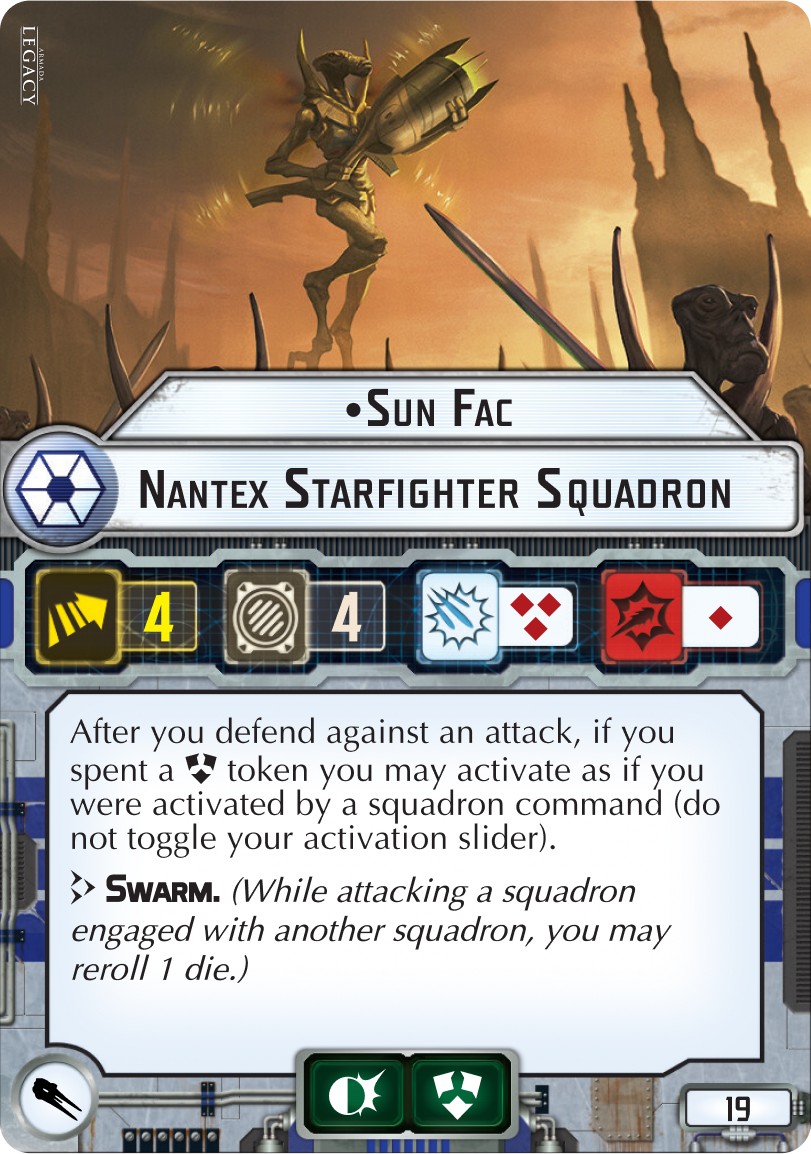 ARMADA
LEGACY
•Sun Fac
Nantex Starfighter Squadron
4
4
After you defend against an attack, if you
spent a token you may activate as if you
were activated by a squadron command (do
not toggle your activation slider).
Swarm. (While attacking a squadron
engaged with another squadron, you may
reroll 1 die.)
19